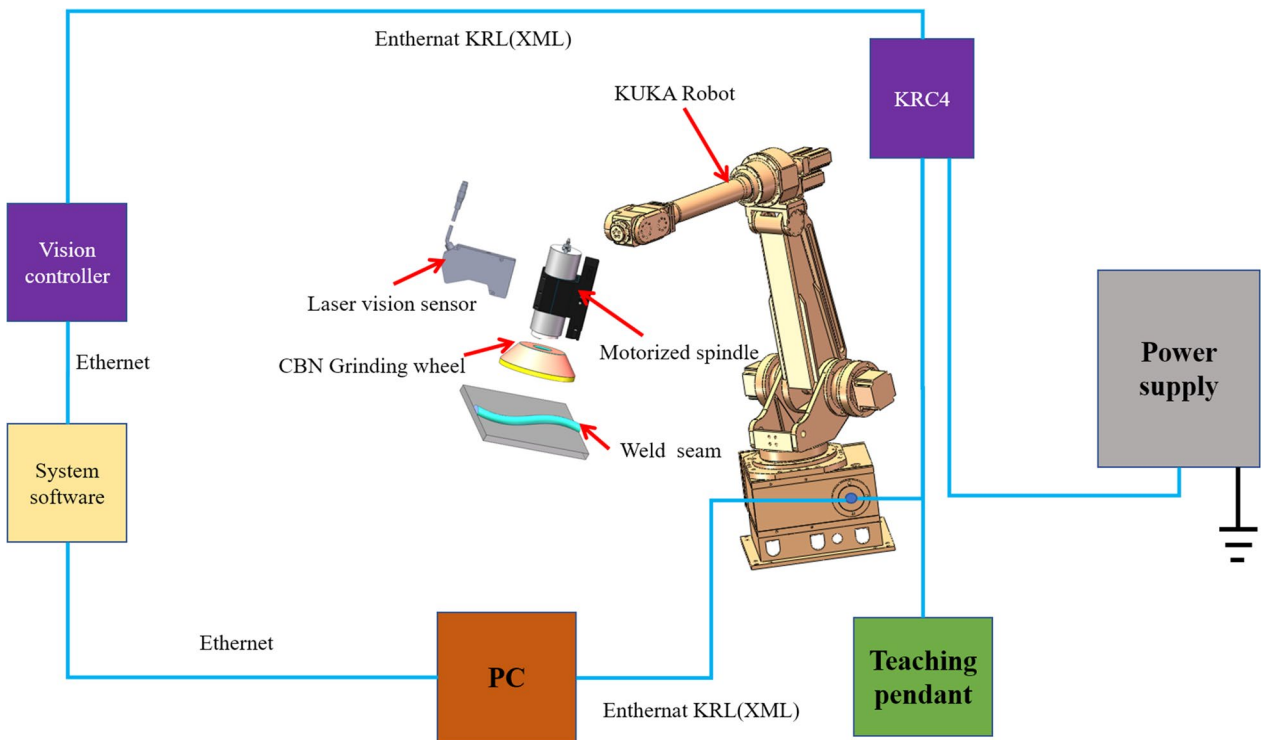 Enthernat KRL(XML)
KUKA Robot
KRC4
Vision
controller
Laser vision sensor
Motorized spindle
CBN Grinding wheel
Ethernet
Power
supply
Weld seam
System
software
Ethernet
PC
Enthernat KRL(XML)
Teaching
pendant